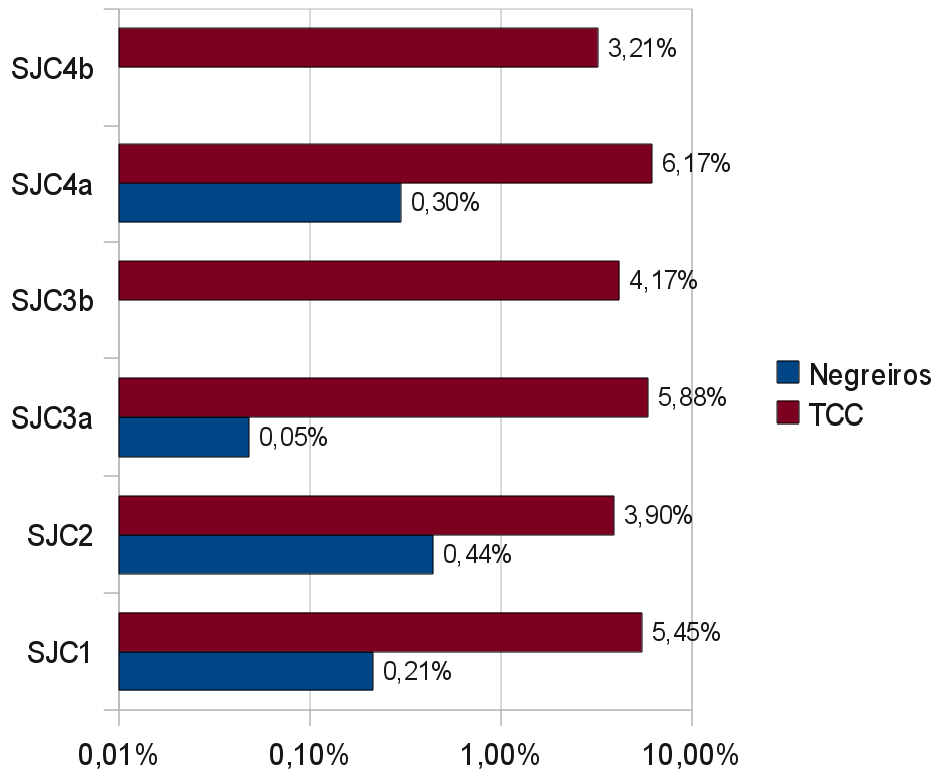 SJC4b
3,21%
SJC4a
6,17%
0,30%
SJC3b
4,17%
SJC3a
5,88%
0,05%
SJC2
3,90%
0,44%
SJC1
5,45%
0,21%
0,01% 0,10% 1,00% 10,00%
Negreiros
TCC